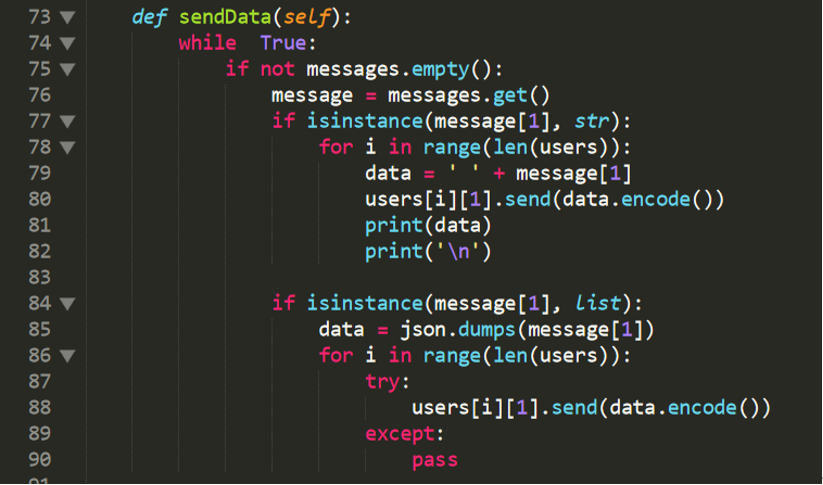 73 ▼ def sendData(self):
74 ▼ while  True:
75 ▼ if not messages.empty():
76 message = messages.get()
77 ▼ if isinstance(message[1], str):
78 ▼ for i in range(len(users)):
79 data = ' ' + message[1]
80 users[i][1].send(data.encode())
81 print(data)
82 print('\n')
83
84 ▼ if isinstance(message[1], list):
85 data = json.dumps(message[1])
86 ▼ for i in range(len(users)):
87 try:
88 users[i][1].send(data.encode())
89 except:
90 pass